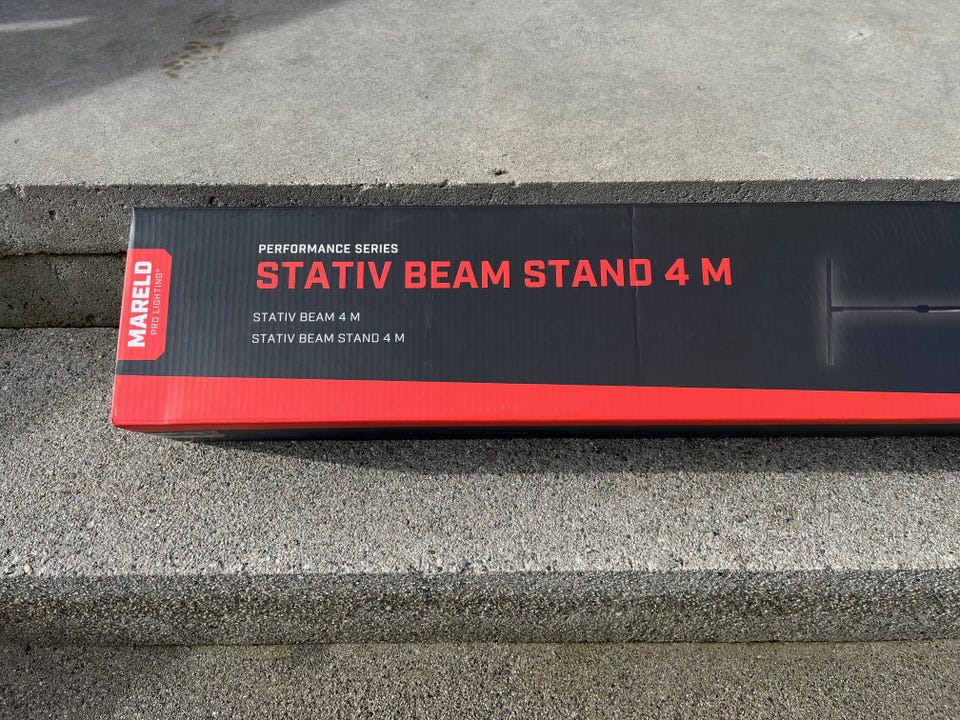 MARELD
PRO LIGHTING®
PERFORMANCE SERIES
STATIV BEAM STAND 4 M
STATIV BEAM 4 M
STATIV BEAM STAND 4 M